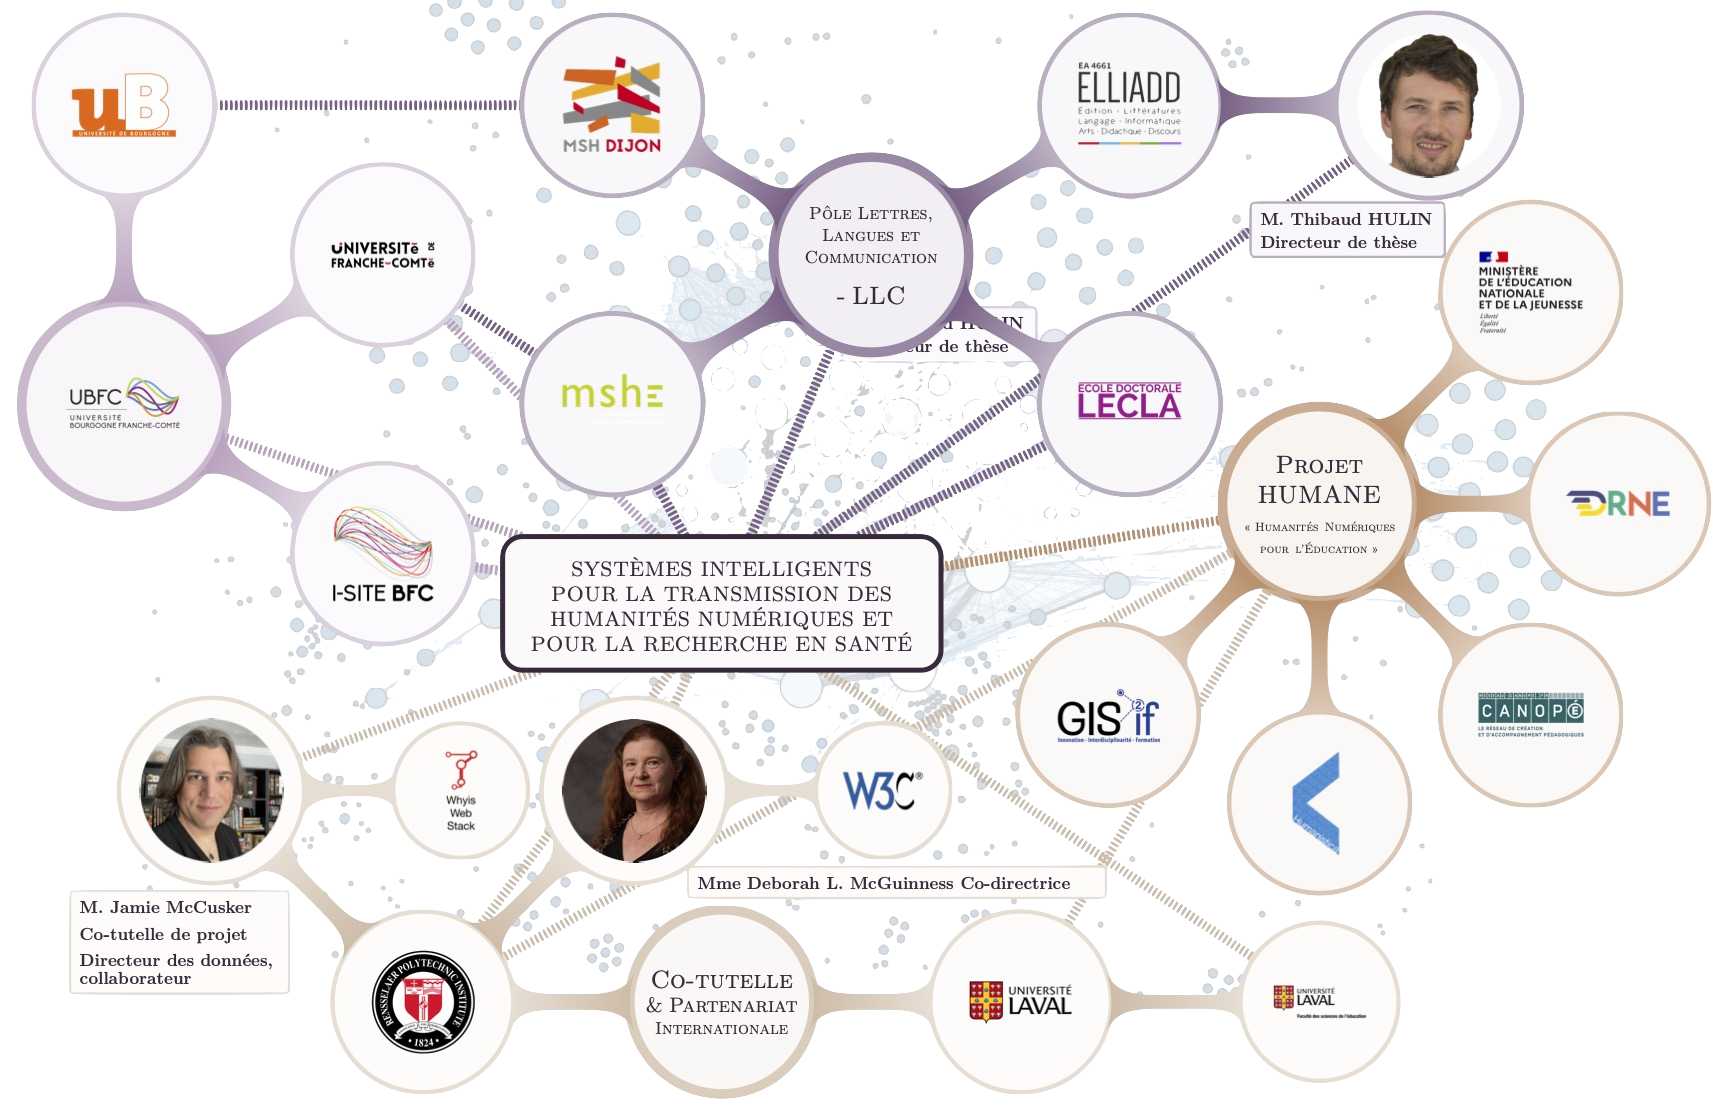 uB
UNIVERSITÉ DE BOURGOGNE
MSH DIJON
EA 4661
ELLIADD
Édition · Littératures
Langage · Informatique
Arts · Didactique · Discours
PÔLE LETTRES,
LANGUES ET
COMMUNICATION
- LLC
M. Thibaud HULIN
Directeur de thèse
UNIVERSITÉ DE
FRANCHE-COMTÉ
MINISTÈRE
DE L'ÉDUCATION
NATIONALE
ET DE LA JEUNESSE
Liberté
Égalité
Fraternité
d HULIN
eur de thèse
UBFC
UNIVERSITÉ
BOURGOGNE FRANCHE-COMTÉ
mshe
ECOLE DOCTORALE
LECLA
PROJET
HUMANE
« HUMANITÉS NUMÉRIQUES
POUR L'ÉDUCATION »
DRNE
I-SITE BFC
SYSTÈMES INTELLIGENTS
POUR LA TRANSMISSION DES
HUMANITÉS NUMÉRIQUES ET
POUR LA RECHERCHE EN SANTÉ
GIS 2if
Innovation · Interdisciplinarité · Formation
RÉSEAU-CANOPE.FR
CANOPÉ
LE RÉSEAU DE CRÉATION
ET D'ACCOMPAGNEMENT PÉDAGOGIQUES
Whyis
Web
Stack
W3C®
Humanistica
Mme Deborah L. McGuinness Co-directrice
M. Jamie McCusker
Co-tutelle de projet
Directeur des données,
collaborateur
RENSSELAER POLYTECHNIC INSTITUTE
· 1824 ·
CO-TUTELLE
& PARTENARIAT
INTERNATIONALE
UNIVERSITÉ
LAVAL
UNIVERSITÉ
LAVAL
Faculté des sciences de l'éducation